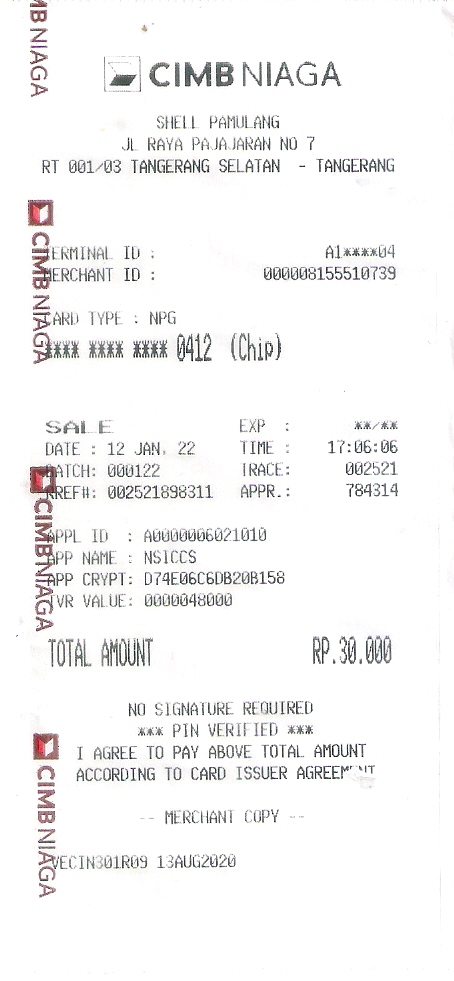 CIMB NIAGA
SHELL PAMULANG
JL RAYA PAJAJARAN NO 7
RT 001/03 TANGERANG SELATAN - TANGERANG
TERMINAL ID : A1****04
MERCHANT ID : 000008155510739
CARD TYPE : NPG
**** **** **** 0412 (Chip)
SALE EXP : **/**
DATE : 12 JAN. 22 TIME : 17:06:06
BATCH: 000122 TRACE: 002521
RREF#: 002521898311 APPR.: 784314
APPL ID : A0000006021010
APP NAME : NSICCS
APP CRYPT: D74E06C6DB20B158
TVR VALUE: 0000048000
TOTAL AMOUNT RP.30.000
NO SIGNATURE REQUIRED
*** PIN VERIFIED ***
I AGREE TO PAY ABOVE TOTAL AMOUNT
ACCORDING TO CARD ISSUER AGREEMENT
-- MERCHANT COPY --
VECIN301R09 13AUG2020
CIMB NIAGA
CIMB NIAGA
CIMB NIAGA
CIMB NIAGA